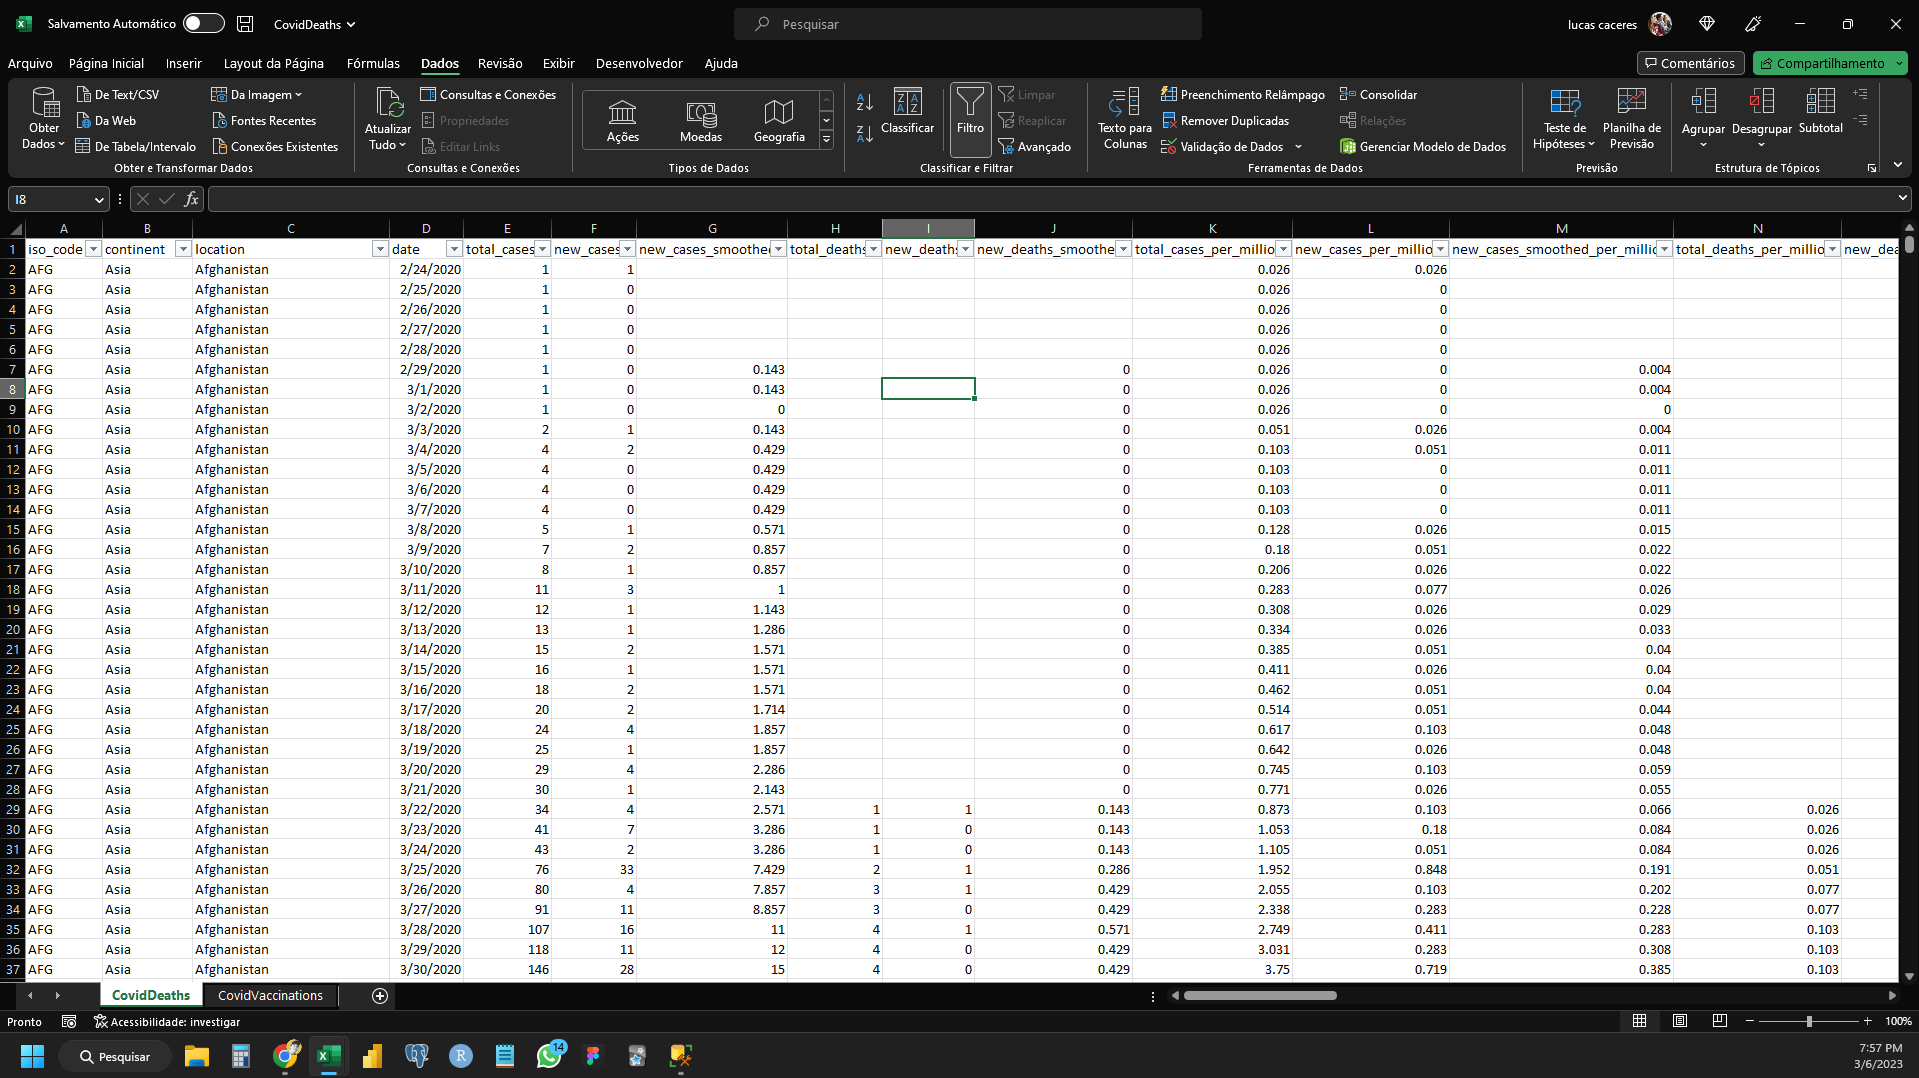 Salvamento Automático CovidDeaths Pesquisar lucas caceres
Arquivo Página Inicial Inserir Layout da Página Fórmulas Dados Revisão Exibir Desenvolvedor Ajuda Comentários Compartilhamento
Obter Dados De Text/CSV Da Web De Tabela/Intervalo Da Imagem Fontes Recentes Conexões Existentes
Atualizar Tudo Consultas e Conexões Propriedades Editar Links
Ações Moedas Geografia
Classificar Filtro Limpar Reaplicar Avançado
Texto para Colunas Preenchimento Relâmpago Remover Duplicadas Validação de Dados Consolidar Relações Gerenciar Modelo de Dados
Teste de Hipóteses Planilha de Previsão
Agrupar Desagrupar Subtotal
Obter e Transformar Dados Consultas e Conexões Tipos de Dados Classificar e Filtrar Ferramentas de Dados Previsão Estrutura de Tópicos
I8 fx
A B C D E F G H I J K L M N
1 iso_code continent location date total_cases new_cases new_cases_smoothed total_deaths new_deaths new_deaths_smoothe total_cases_per_millio new_cases_per_millio new_cases_smoothed_per_millic total_deaths_per_millio new_dea
2 AFG Asia Afghanistan 2/24/2020 1 1 0.026 0.026
3 AFG Asia Afghanistan 2/25/2020 1 0 0.026 0
4 AFG Asia Afghanistan 2/26/2020 1 0 0.026 0
5 AFG Asia Afghanistan 2/27/2020 1 0 0.026 0
6 AFG Asia Afghanistan 2/28/2020 1 0 0.026 0
7 AFG Asia Afghanistan 2/29/2020 1 0 0.143 0 0.026 0 0.004
8 AFG Asia Afghanistan 3/1/2020 1 0 0.143 0 0.026 0 0.004
9 AFG Asia Afghanistan 3/2/2020 1 0 0 0 0.026 0 0
10 AFG Asia Afghanistan 3/3/2020 2 1 0.143 0 0.051 0.026 0.004
11 AFG Asia Afghanistan 3/4/2020 4 2 0.429 0 0.103 0.051 0.011
12 AFG Asia Afghanistan 3/5/2020 4 0 0.429 0 0.103 0 0.011
13 AFG Asia Afghanistan 3/6/2020 4 0 0.429 0 0.103 0 0.011
14 AFG Asia Afghanistan 3/7/2020 4 0 0.429 0 0.103 0 0.011
15 AFG Asia Afghanistan 3/8/2020 5 1 0.571 0 0.128 0.026 0.015
16 AFG Asia Afghanistan 3/9/2020 7 2 0.857 0 0.18 0.051 0.022
17 AFG Asia Afghanistan 3/10/2020 8 1 0.857 0 0.206 0.026 0.022
18 AFG Asia Afghanistan 3/11/2020 11 3 1 0 0.283 0.077 0.026
19 AFG Asia Afghanistan 3/12/2020 12 1 1.143 0 0.308 0.026 0.029
20 AFG Asia Afghanistan 3/13/2020 13 1 1.286 0 0.334 0.026 0.033
21 AFG Asia Afghanistan 3/14/2020 15 2 1.571 0 0.385 0.051 0.04
22 AFG Asia Afghanistan 3/15/2020 16 1 1.571 0 0.411 0.026 0.04
23 AFG Asia Afghanistan 3/16/2020 18 2 1.571 0 0.462 0.051 0.04
24 AFG Asia Afghanistan 3/17/2020 20 2 1.714 0 0.514 0.051 0.044
25 AFG Asia Afghanistan 3/18/2020 24 4 1.857 0 0.617 0.103 0.048
26 AFG Asia Afghanistan 3/19/2020 25 1 1.857 0 0.642 0.026 0.048
27 AFG Asia Afghanistan 3/20/2020 29 4 2.286 0 0.745 0.103 0.059
28 AFG Asia Afghanistan 3/21/2020 30 1 2.143 0 0.771 0.026 0.055
29 AFG Asia Afghanistan 3/22/2020 34 4 2.571 1 1 0.143 0.873 0.103 0.066 0.026
30 AFG Asia Afghanistan 3/23/2020 41 7 3.286 1 0 0.143 1.053 0.18 0.084 0.026
31 AFG Asia Afghanistan 3/24/2020 43 2 3.286 1 0 0.143 1.105 0.051 0.084 0.026
32 AFG Asia Afghanistan 3/25/2020 76 33 7.429 2 1 0.286 1.952 0.848 0.191 0.051
33 AFG Asia Afghanistan 3/26/2020 80 4 7.857 3 1 0.429 2.055 0.103 0.202 0.077
34 AFG Asia Afghanistan 3/27/2020 91 11 8.857 3 0 0.429 2.338 0.283 0.228 0.077
35 AFG Asia Afghanistan 3/28/2020 107 16 11 4 1 0.571 2.749 0.411 0.283 0.103
36 AFG Asia Afghanistan 3/29/2020 118 11 12 4 0 0.429 3.031 0.283 0.308 0.103
37 AFG Asia Afghanistan 3/30/2020 146 28 15 4 0 0.429 3.75 0.719 0.385 0.103
CovidDeaths CovidVaccinations
Pronto Acessibilidade: investigar 100%
Pesquisar 14 7:57 PM
3/6/2023